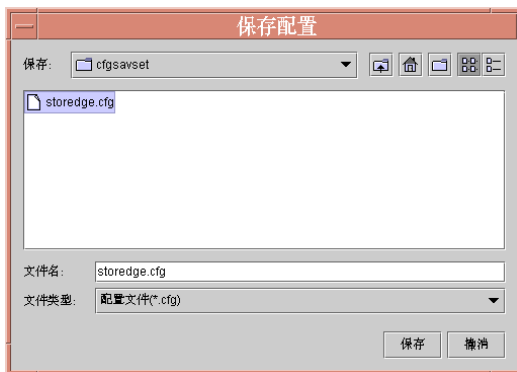 保存配置
保存: cfgsavset
storedge.cfg
文件名: storedge.cfg
文件类型: 配置文件(*.cfg)
保存 撤消